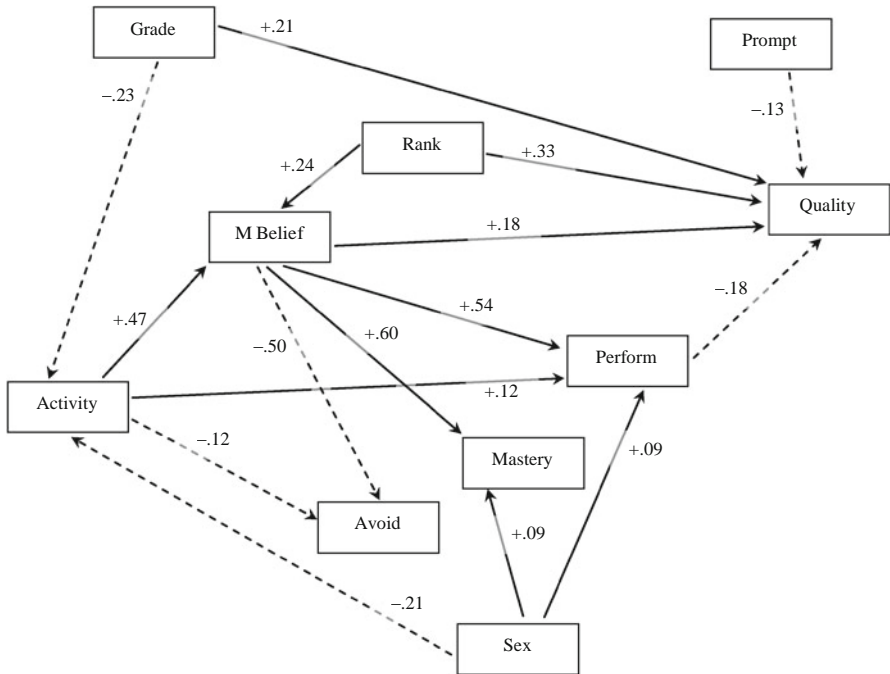 Grade
+.21
Prompt
–.23
–.13
Rank
+.33
+.24
Quality
M Belief
+.18
–.18
+.54
+.47
+.60
–.50
Perform
+.12
Activity
–.12
Mastery
+.09
Avoid
+.09
–.21
Sex